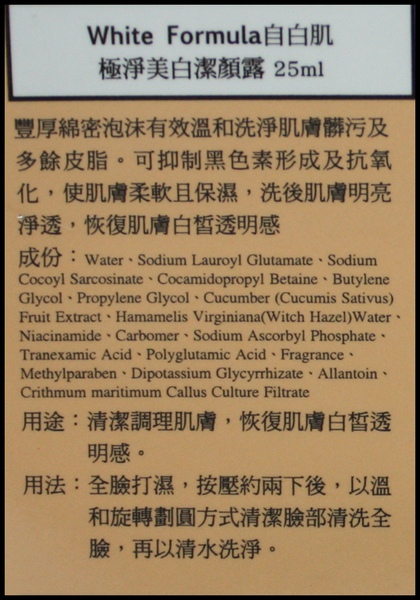 White Formula自白肌
極淨美白潔顏露 25ml
豐厚綿密泡沫有效溫和洗淨肌膚髒污及
多餘皮脂。可抑制黑色素形成及抗氧
化，使肌膚柔軟且保濕，洗後肌膚明亮
淨透，恢復肌膚白皙透明感
成份：Water、Sodium Lauroyl Glutamate、Sodium
Cocoyl Sarcosinate、Cocamidopropyl Betaine、Butylene
Glycol、Propylene Glycol、Cucumber (Cucumis Sativus)
Fruit Extract、Hamamelis Virginiana(Witch Hazel)Water、
Niacinamide、Carbomer、Sodium Ascorbyl Phosphate、
Tranexamic Acid、Polyglutamic Acid、Fragrance、
Methylparaben、Dipotassium Glycyrrhizate、Allantoin、
Crithmum maritimum Callus Culture Filtrate
用途：清潔調理肌膚，恢復肌膚白皙透
明感。
用法：全臉打濕，按壓約兩下後，以溫
和旋轉劃圓方式清潔臉部清洗全
臉，再以清水洗淨。